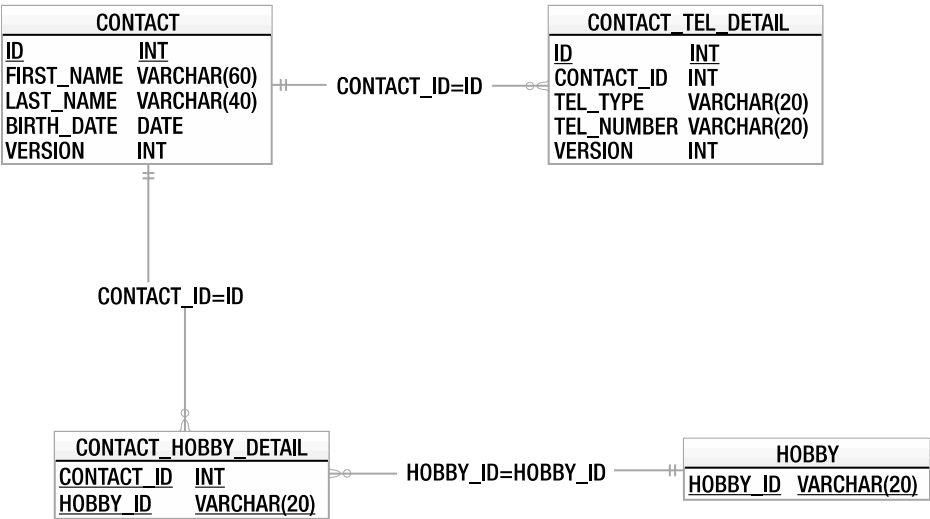 CONTACT
ID INT
FIRST_NAME VARCHAR(60)
LAST_NAME VARCHAR(40)
BIRTH_DATE DATE
VERSION INT
CONTACT_ID=ID
CONTACT_TEL_DETAIL
ID INT
CONTACT_ID INT
TEL_TYPE VARCHAR(20)
TEL_NUMBER VARCHAR(20)
VERSION INT
CONTACT_ID=ID
CONTACT_HOBBY_DETAIL
CONTACT_ID INT
HOBBY_ID VARCHAR(20)
HOBBY_ID=HOBBY_ID
HOBBY
HOBBY_ID VARCHAR(20)